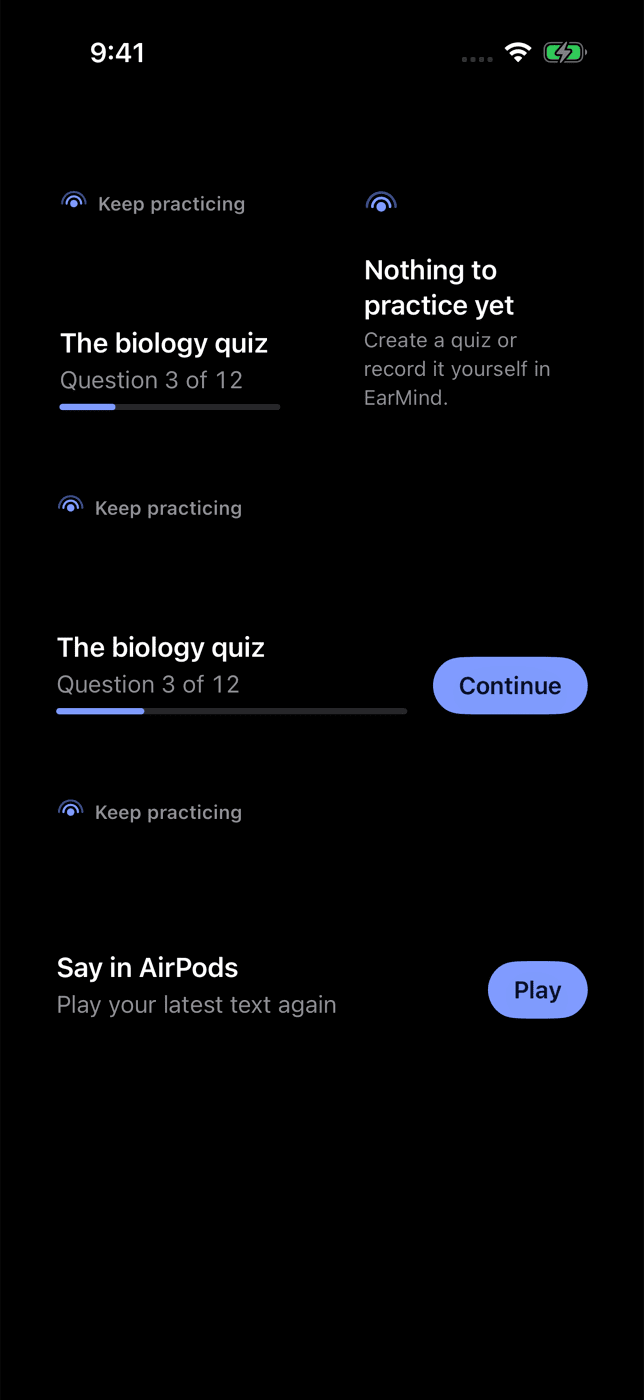 9:41
Keep practicing
The biology quiz
Question 3 of 12
Nothing to
practice yet
Create a quiz or
record it yourself in
EarMind.
Keep practicing
The biology quiz
Question 3 of 12
Continue
Keep practicing
Say in AirPods
Play your latest text again
Play